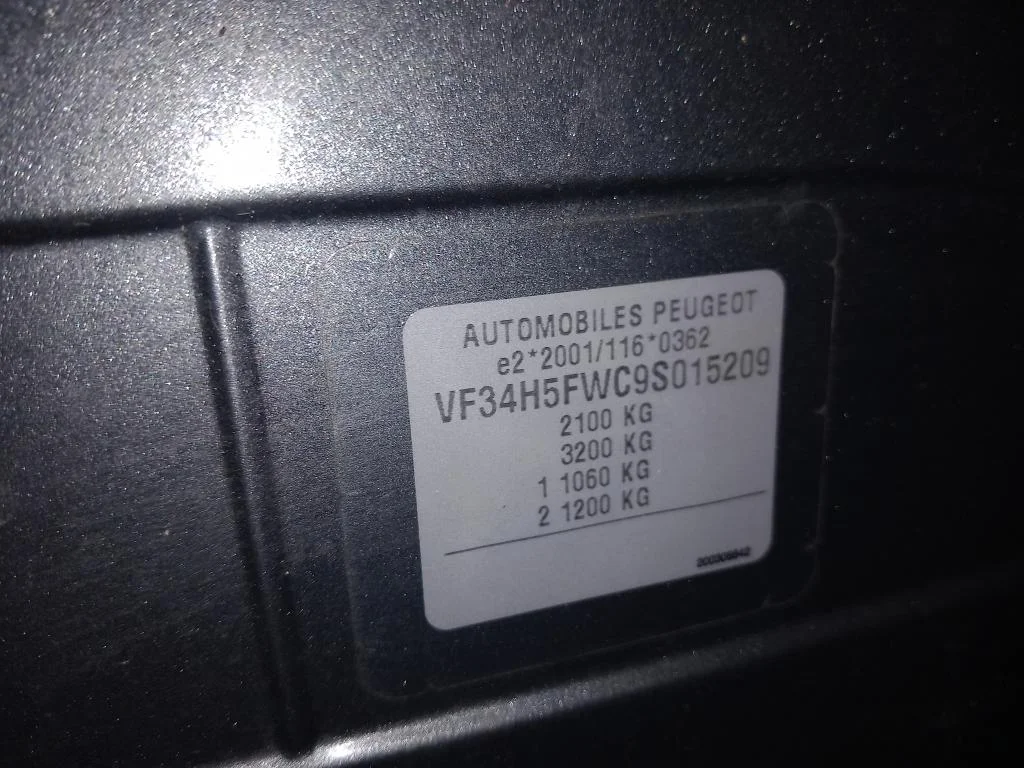 AUTOMOBILES PEUGEOT
e2*2001/116*0362
VF34H5FWC9S015209
2100 KG
3200 KG
1 1060 KG
2 1200 KG